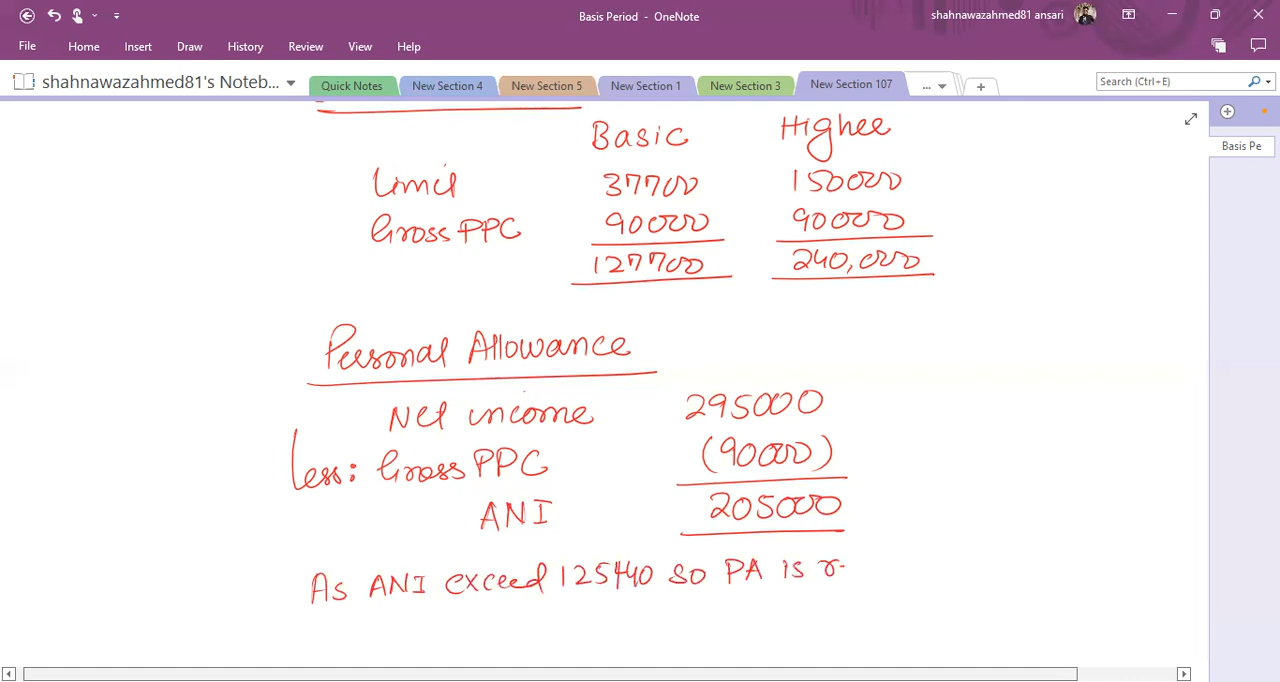 Basis Period - OneNote
shahnawazahmed81 ansari
File Home Insert Draw History Review View Help
shahnawazahmed81's Noteb... Quick Notes New Section 4 New Section 5 New Section 1 New Section 3 New Section 107 ... Search (Ctrl+E)
Basis Pe
Basic Higher
Limit 37700 150000
Gross PPC 90000 90000
127700 240,000
Personal Allowance
Net income 295000
Less: Gross PPC (90000)
ANI 205000
As ANI exceed 125440 so PA is